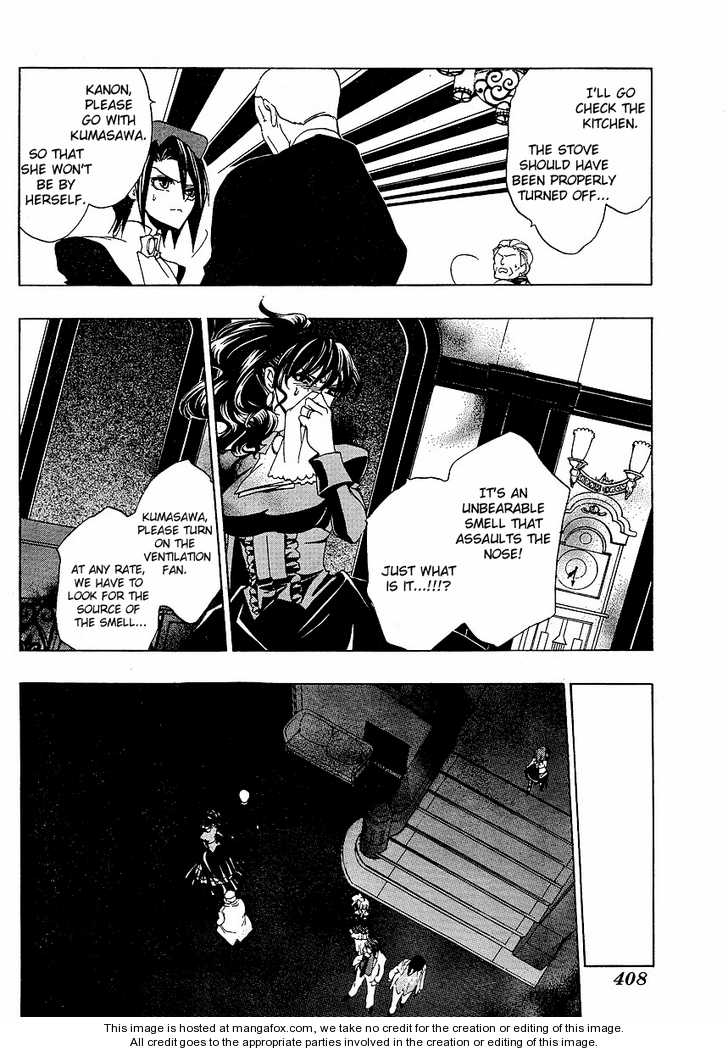 I'LL GO
CHECK THE
KITCHEN.
THE STOVE
SHOULD HAVE
BEEN PROPERLY
TURNED OFF...
KANON,
PLEASE
GO WITH
KUMASAWA.
SO THAT
SHE WON'T
BE BY
HERSELF.
IT'S AN
UNBEARABLE
SMELL THAT
ASSAULTS THE
NOSE!
JUST WHAT
IS IT...!!!?
KUMASAWA,
PLEASE TURN
ON THE
VENTILATION
FAN.
AT ANY RATE,
WE HAVE TO
LOOK FOR THE
SOURCE OF
THE SMELL...
408
This image is hosted at mangafox.com, we take no credit for the creation or editing of this image.
All credit goes to the appropriate parties involved in the creation or editing of this image.